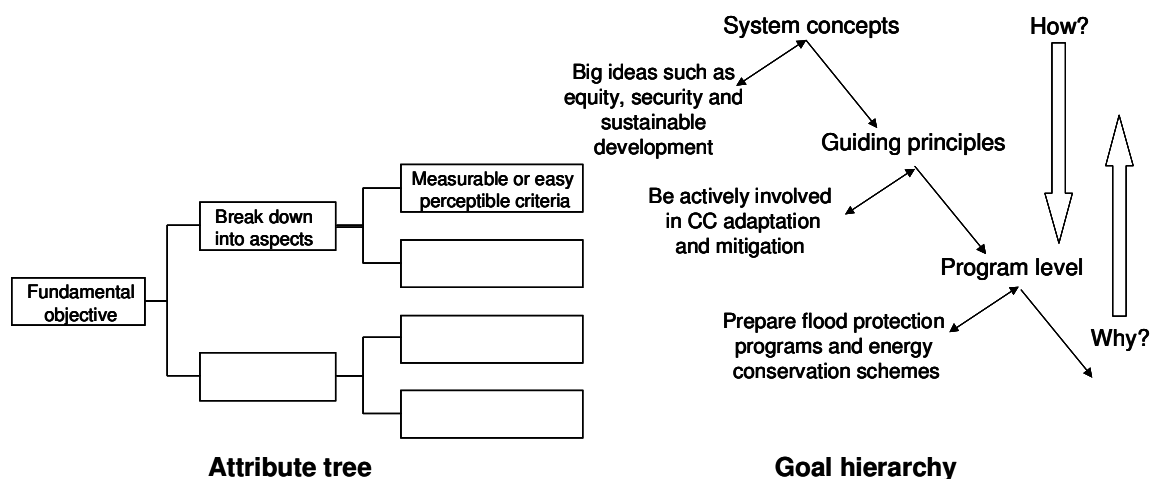 Fundamental
objective
Break down
into aspects
Measurable or easy
perceptible criteria
Attribute tree
System concepts
Big ideas such as
equity, security and
sustainable
development
Guiding principles
Be actively involved
in CC adaptation
and mitigation
Program level
Prepare flood protection
programs and energy
conservation schemes
How?
Why?
Goal hierarchy